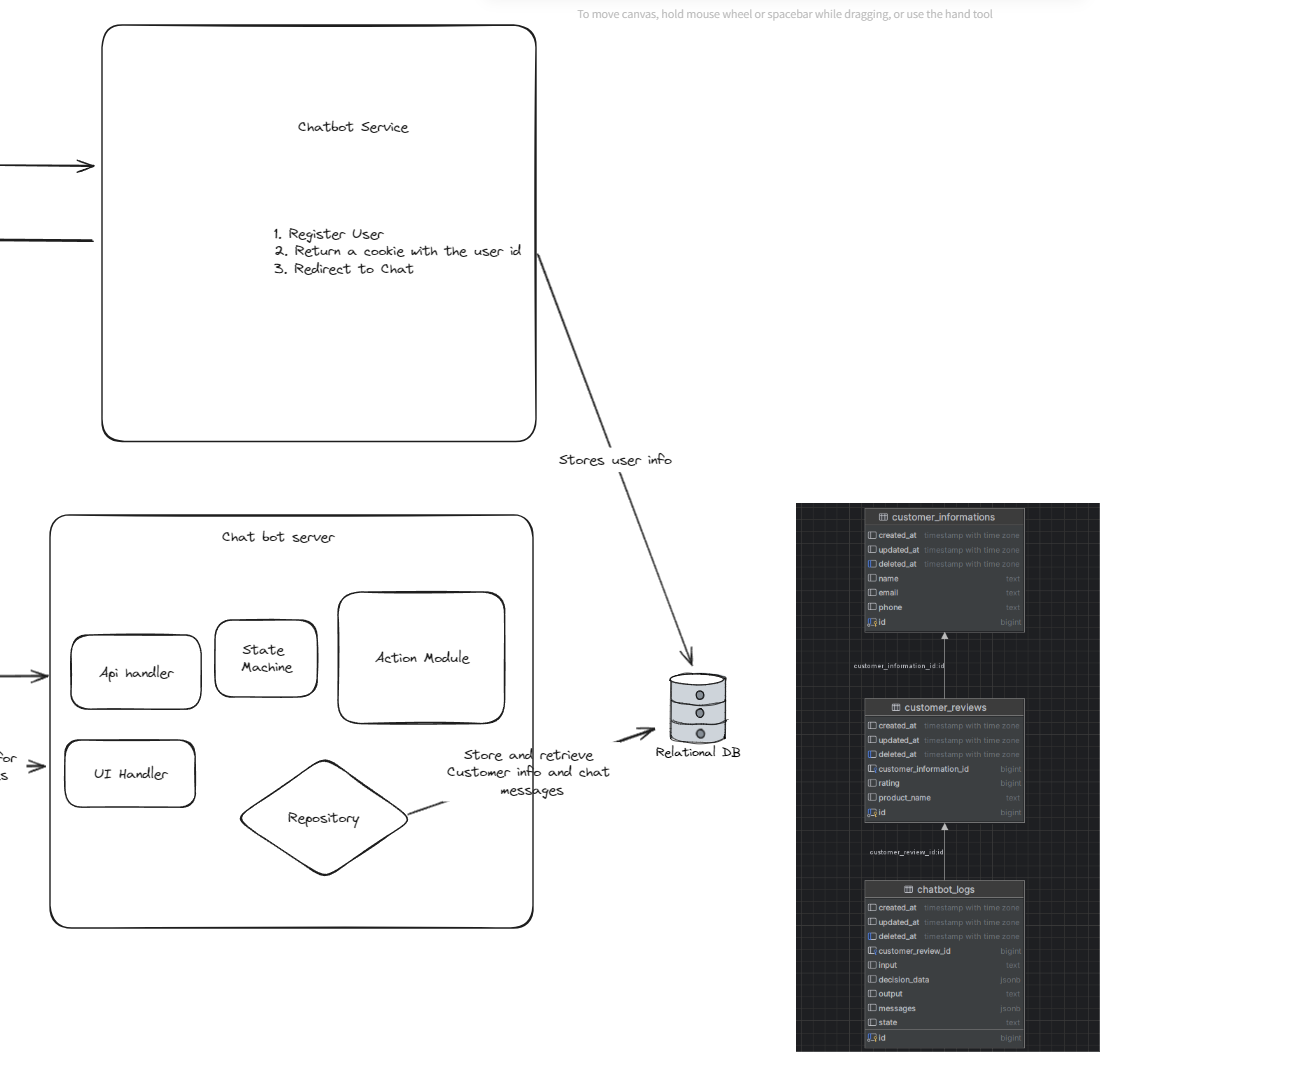 To move canvas, hold mouse wheel or spacebar while dragging, or use the hand tool
Chatbot Service
1. Register User
2. Return a cookie with the user id
3. Redirect to Chat
Stores user info
Chat bot server
Api handler
State
Machine
Action Module
for
s
UI Handler
Repository
Store and retrieve
Customer info and chat
messages
Relational DB
customer_informations
created_at timestamp with time zone
updated_at timestamp with time zone
deleted_at timestamp with time zone
name text
email text
phone text
id bigint
customer_information_id:id
customer_reviews
created_at timestamp with time zone
updated_at timestamp with time zone
deleted_at timestamp with time zone
customer_information_id bigint
rating bigint
product_name text
id bigint
customer_review_id:id
chatbot_logs
created_at timestamp with time zone
updated_at timestamp with time zone
deleted_at timestamp with time zone
customer_review_id bigint
input text
decision_data jsonb
output text
messages jsonb
state text
id bigint